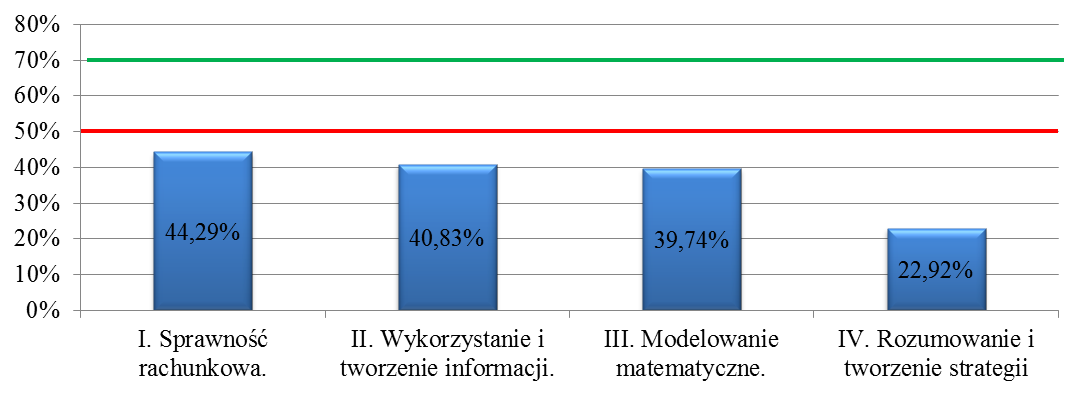 80%
70%
60%
50%
40%
30%
20%
10%
0%
44,29%
40,83%
39,74%
22,92%
I. Sprawność
rachunkowa.
II. Wykorzystanie i
tworzenie informacji.
III. Modelowanie
matematyczne.
IV. Rozumowanie i
tworzenie strategii